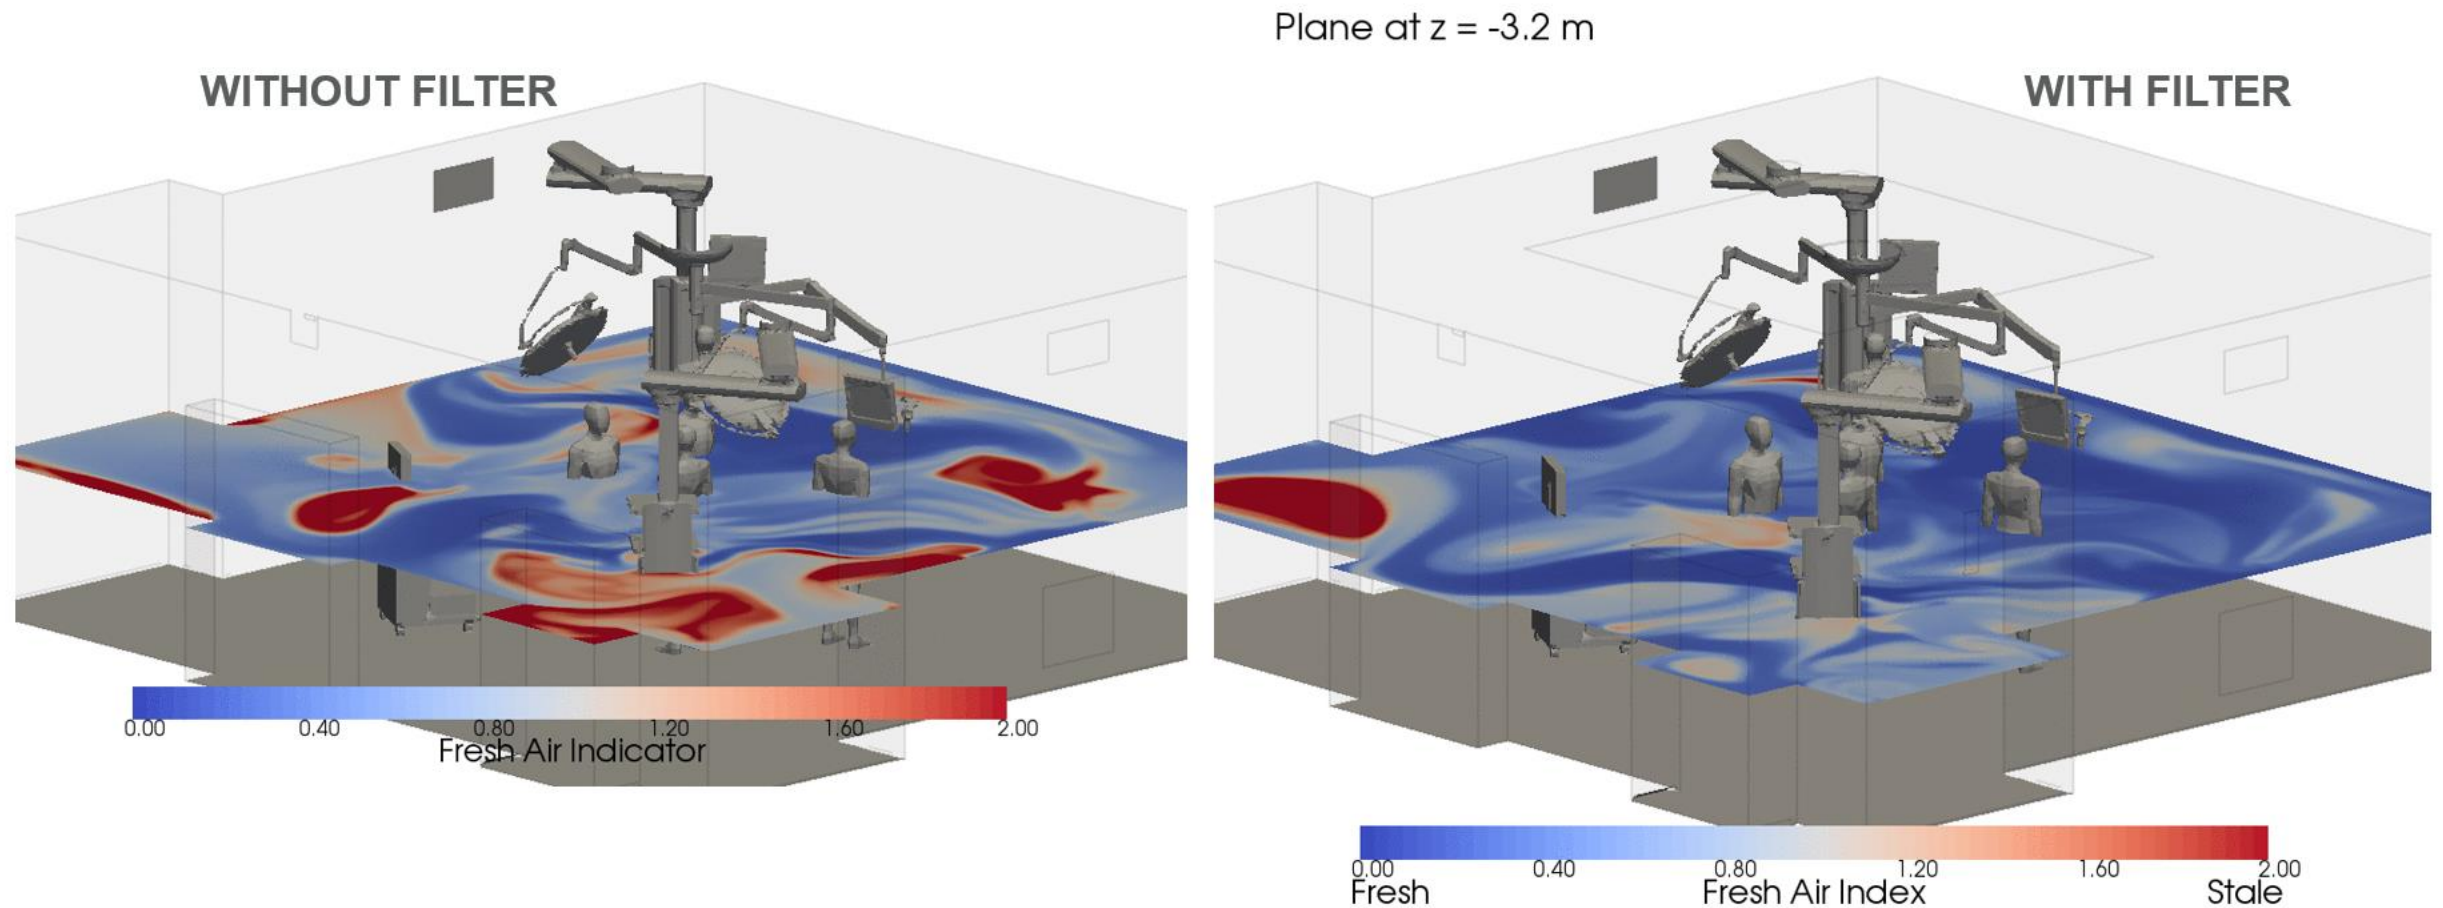 Plane at z = -3.2 m
WITHOUT FILTER
WITH FILTER
0.00 0.40 0.80 1.20 1.60 2.00
Fresh Air Indicator
0.00 0.40 0.80 1.20 1.60 2.00
Fresh Fresh Air Index Stale